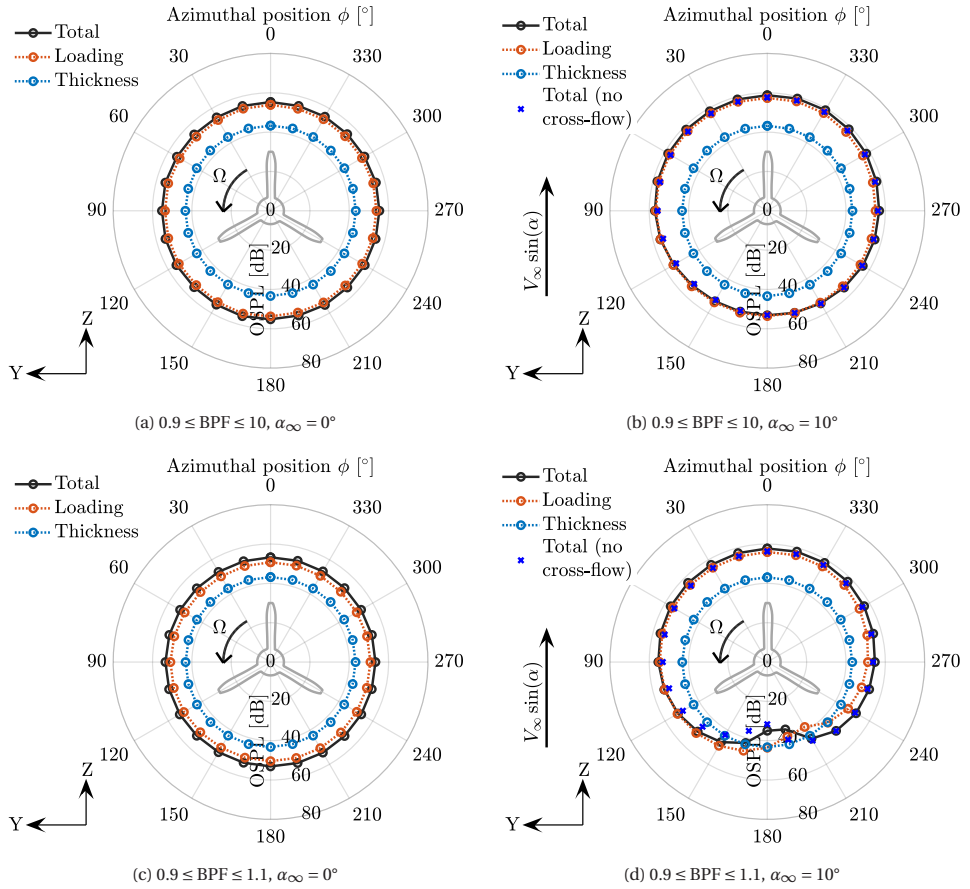 Azimuthal position ϕ [°]
Total
Loading
Thickness
0
30
330
60
300
90
270
120
240
150
210
180
Ω
0
20
40
60
80
OSPL [dB]
Z
Y
(a) 0.9 ≤ BPF ≤ 10, α∞ = 0°
Azimuthal position ϕ [°]
Total
Loading
Thickness
Total (no
cross-flow)
0
30
330
60
300
90
270
120
240
150
210
180
Ω
0
20
40
60
80
OSPL [dB]
V∞ sin(α)
Z
Y
(b) 0.9 ≤ BPF ≤ 10, α∞ = 10°
Azimuthal position ϕ [°]
Total
Loading
Thickness
0
30
330
60
300
90
270
120
240
150
210
180
Ω
0
20
40
60
80
OSPL [dB]
Z
Y
(c) 0.9 ≤ BPF ≤ 1.1, α∞ = 0°
Azimuthal position ϕ [°]
Total
Loading
Thickness
Total (no
cross-flow)
0
30
330
60
300
90
270
120
240
150
210
180
Ω
0
20
40
60
80
OSPL [dB]
V∞ sin(α)
Z
Y
(d) 0.9 ≤ BPF ≤ 1.1, α∞ = 10°